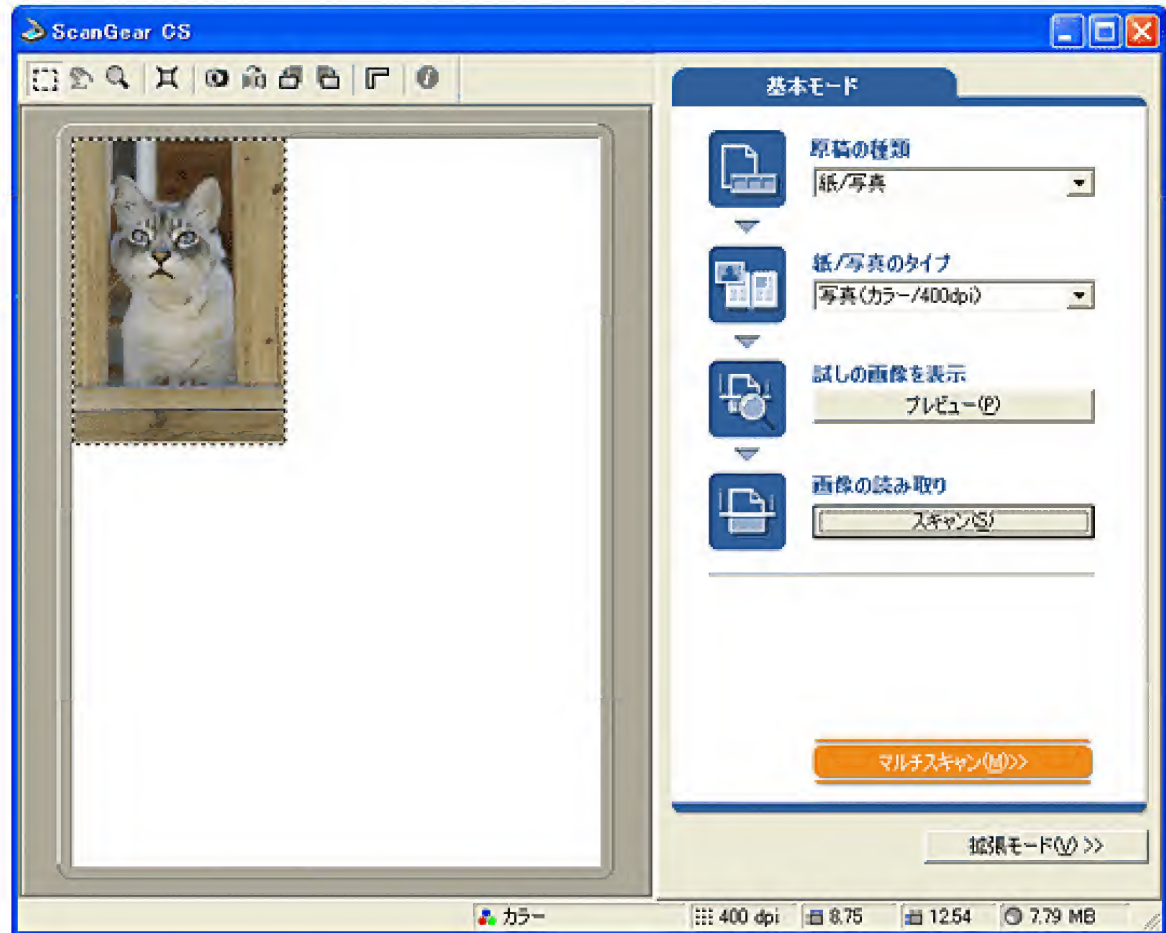 ScanGear CS
基本モード
原稿の種類
紙/写真
紙/写真のタイプ
写真(カラー/400dpi)
試しの画像を表示
プレビュー(P)
画像の読み取り
スキャン(S)
マルチスキャン(M)>>
拡張モード(V) >>
カラー 400 dpi 8.75 12.54 7.79 MB